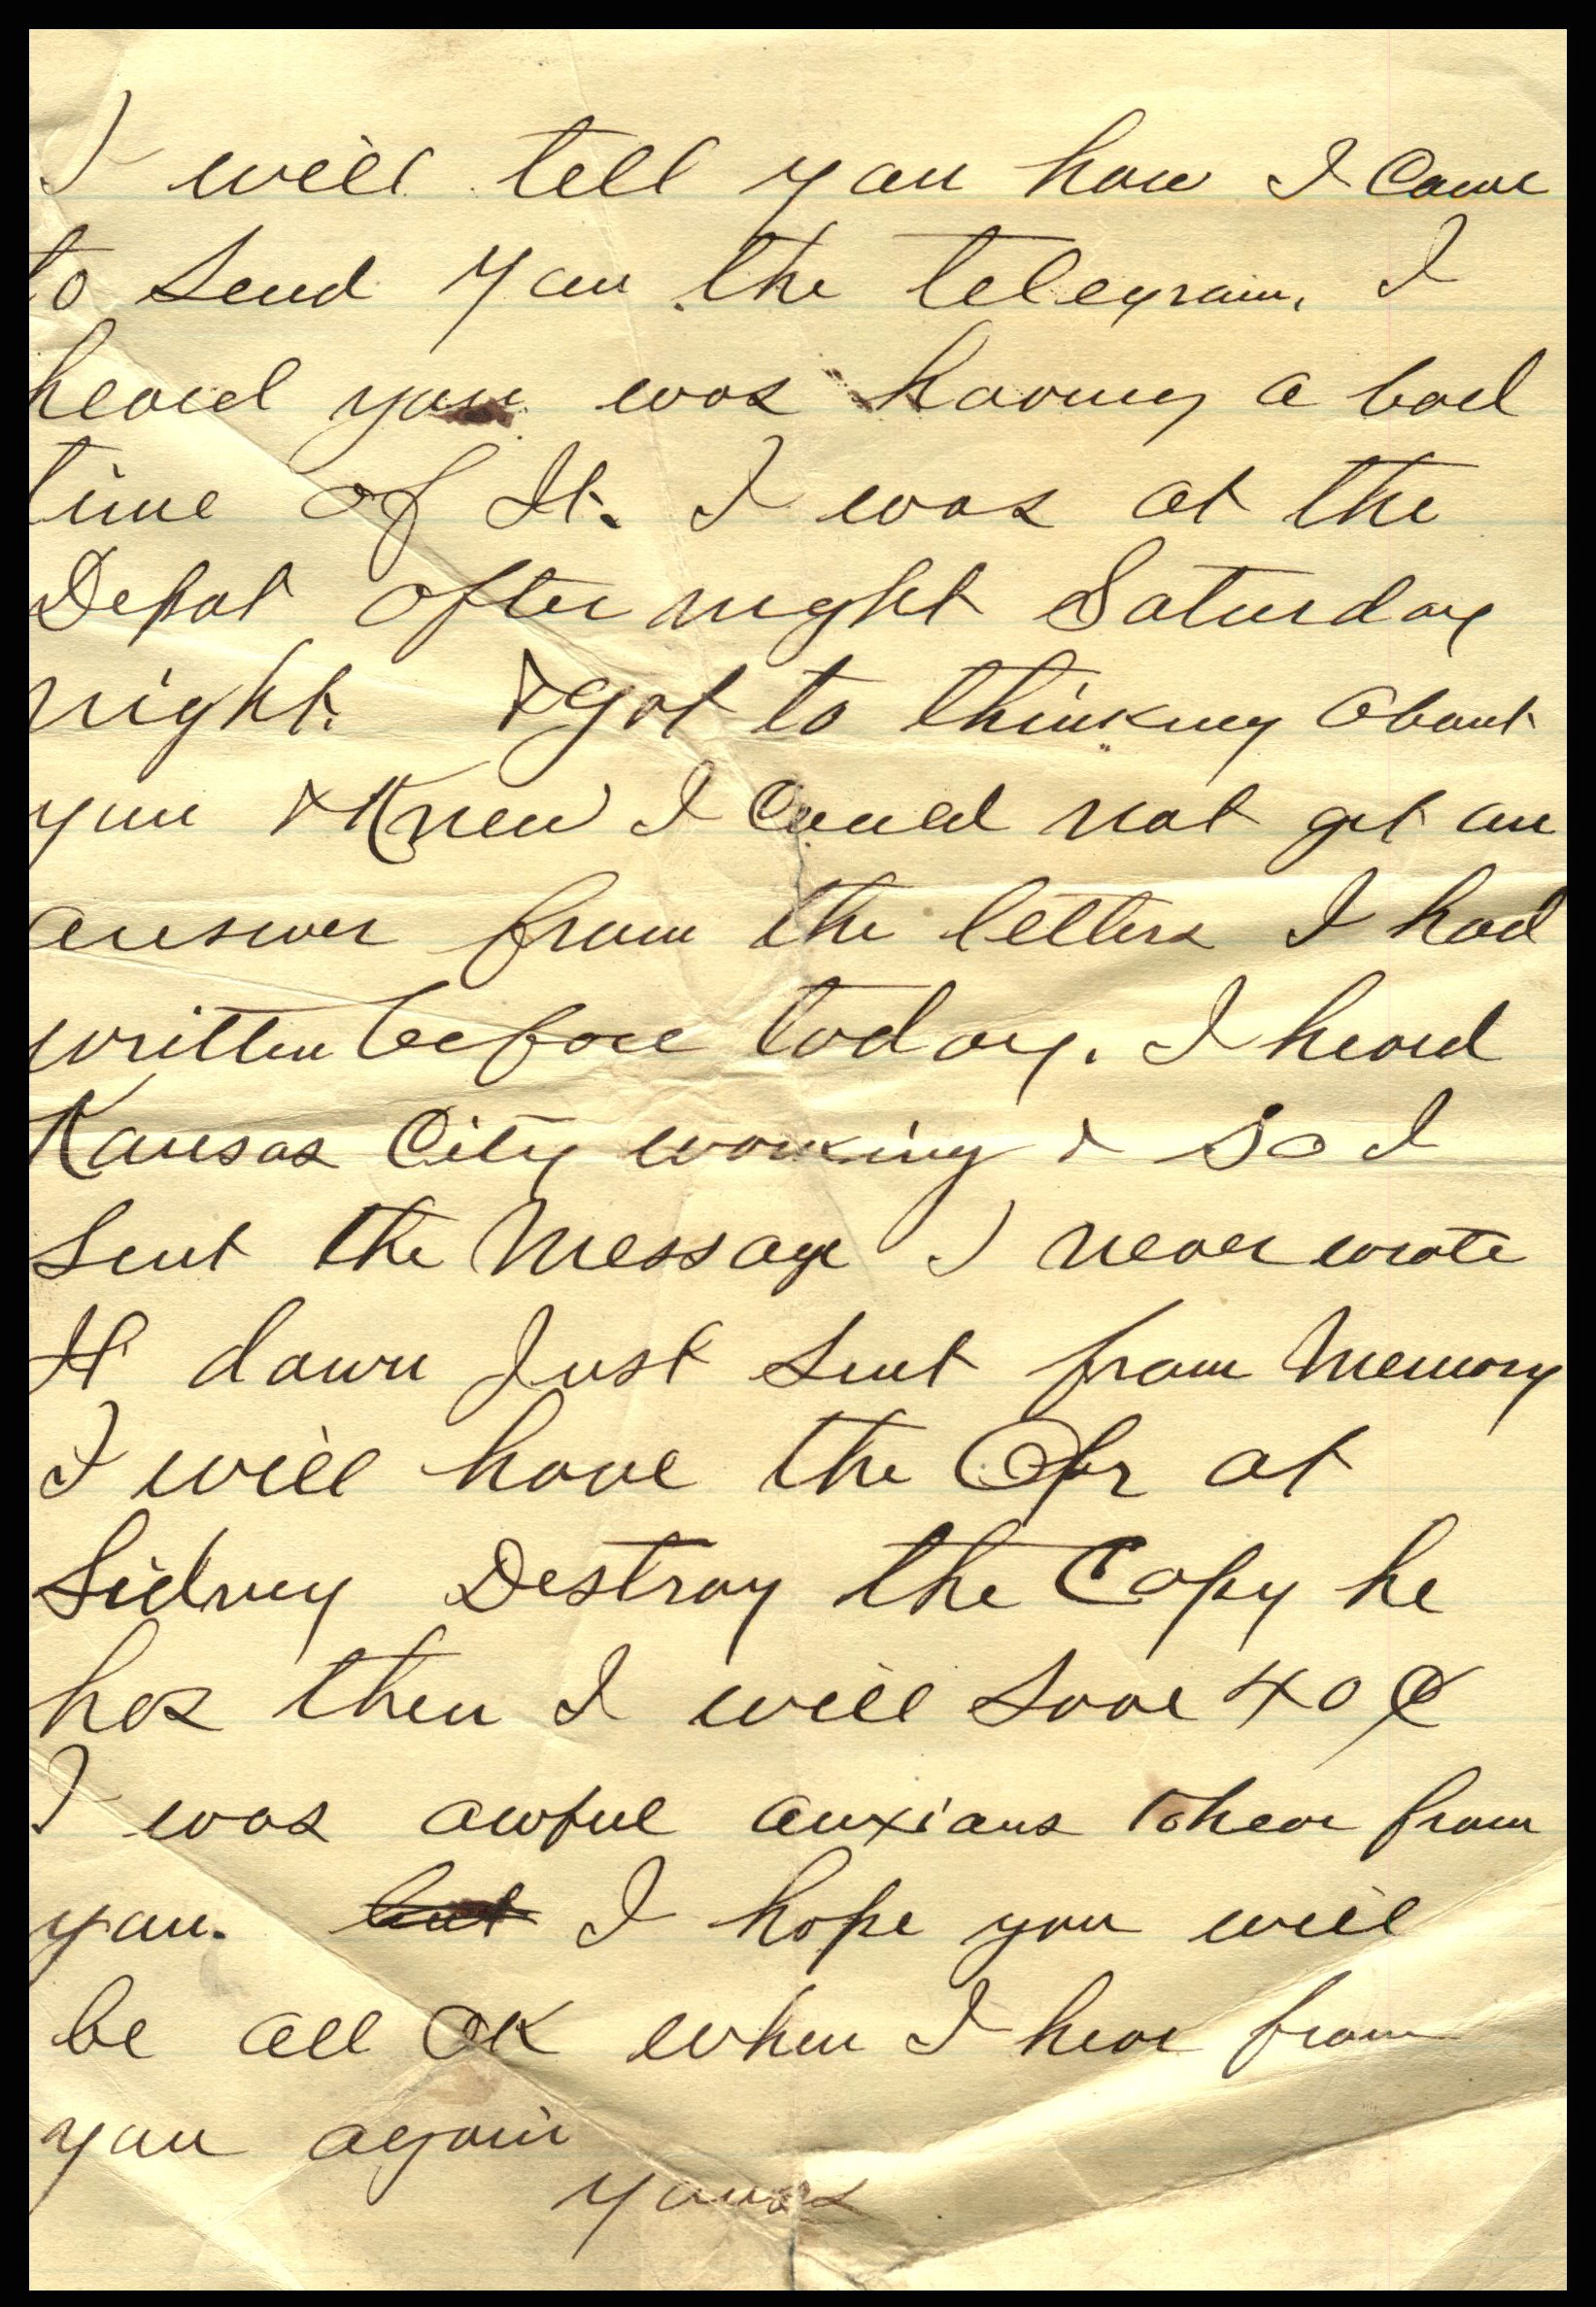 I will tell you how I came
to send you the telegram. I
heard you was having a bad
time of It. I was at the
Depot after night Saturday
night. & got to thinking about
you & Knew I Could not get an
answer from the letters I had
written before today. I heard
Kansas City working & so I
Sent the Message I never wrote
It down Just sent from Memory
I will have the Opr at
Sidney Destroy the Copy he
has then I will save 40¢
I was awful anxious to hear from
you. but I hope you will
be all OK when I hear from
you again
Yours